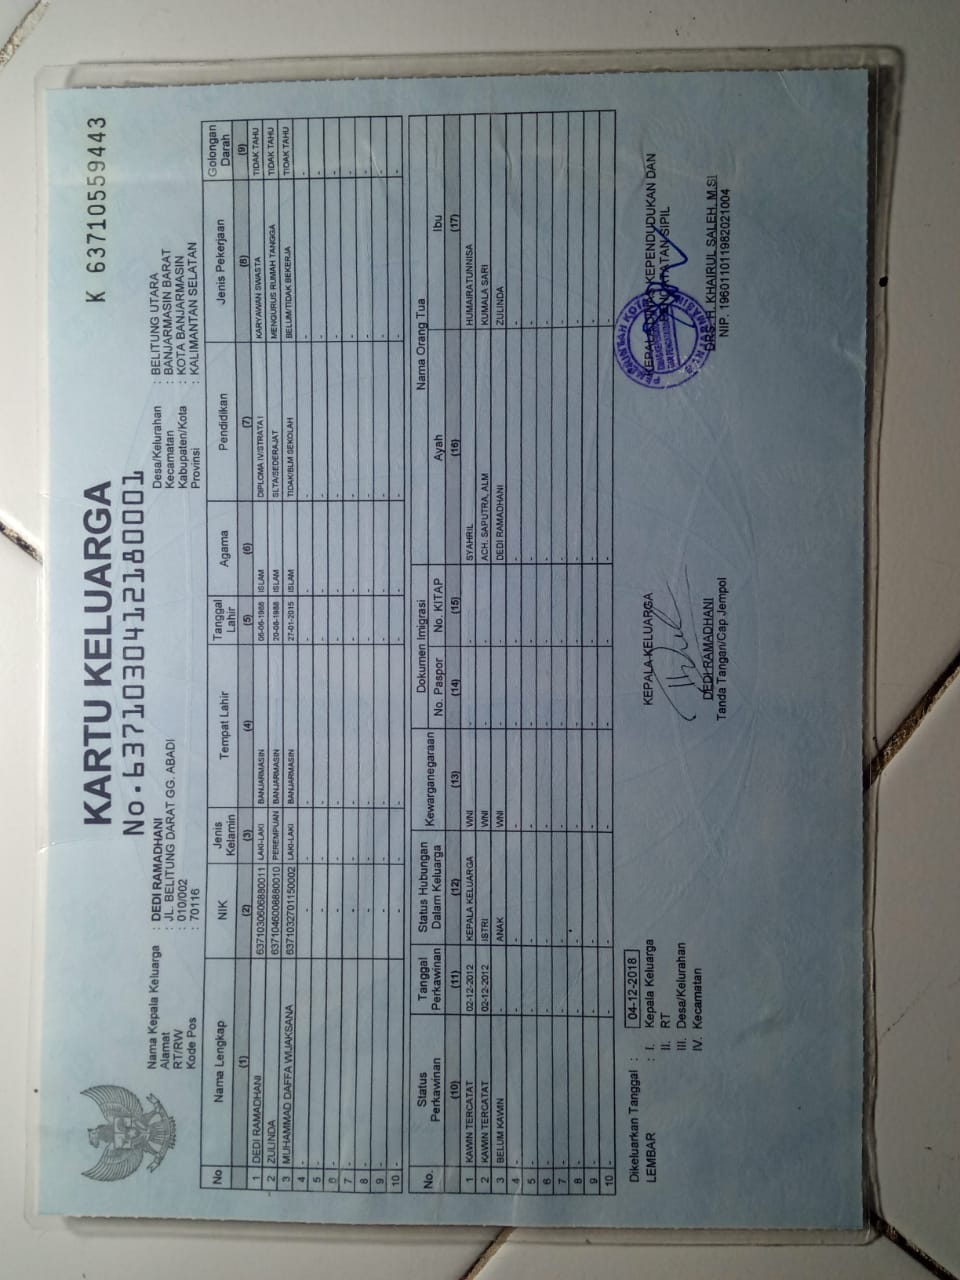 K 63710559443
KARTU KELUARGA
No.6371030412180001
Nama Kepala Keluarga : DEDI RAMADHANI
Alamat : JL. BELITUNG DARAT GG. ABADI
RT/RW : 010/002
Kode Pos : 70116
Desa/Kelurahan : BELITUNG UTARA
Kecamatan : BANJARMASIN BARAT
Kabupaten/Kota : KOTA BANJARMASIN
Provinsi : KALIMANTAN SELATAN
No Nama Lengkap NIK Jenis Kelamin Tempat Lahir Tanggal Lahir Agama Pendidikan Jenis Pekerjaan Golongan Darah
(1) (2) (3) (4) (5) (6) (7) (8) (9)
1 DEDI RAMADHANI 6371030606880011 LAKI-LAKI BANJARMASIN 06-06-1988 ISLAM DIPLOMA IV/STRATA I KARYAWAN SWASTA TIDAK TAHU
2 ZULINDA 6371046008880010 PEREMPUAN BANJARMASIN 20-08-1988 ISLAM SLTA/SEDERAJAT MENGURUS RUMAH TANGGA TIDAK TAHU
3 MUHAMMAD DAFFA WIJAKSANA 6371032701150002 LAKI-LAKI BANJARMASIN 27-01-2015 ISLAM TIDAK/BLM SEKOLAH BELUM/TIDAK BEKERJA TIDAK TAHU
4 - - - - - - - - -
5 - - - - - - - - -
6 - - - - - - - - -
7 - - - - - - - - -
8 - - - - - - - - -
9 - - - - - - - - -
10 - - - - - - - - -
No. Status Perkawinan Tanggal Perkawinan Status Hubungan Dalam Keluarga Kewarganegaraan Dokumen Imigrasi Nama Orang Tua
No. Paspor No. KITAP Ayah Ibu
(10) (11) (12) (13) (14) (15) (16) (17)
1 KAWIN TERCATAT 02-12-2012 KEPALA KELUARGA WNI - - SYAHRIL HUMAIRATUNNISA
2 KAWIN TERCATAT 02-12-2012 ISTRI WNI - - ACH. SAPUTRA, ALM KUMALA SARI
3 BELUM KAWIN - ANAK WNI - - DEDI RAMADHANI ZULINDA
4 - - - - - - - -
5 - - - - - - - -
6 - - - - - - - -
7 - - - - - - - -
8 - - - - - - - -
9 - - - - - - - -
10 - - - - - - - -
Dikeluarkan Tanggal : 04-12-2018
LEMBAR : I. Kepala Keluarga
II. RT
III. Desa/Kelurahan
IV. Kecamatan
KEPALA KELUARGA
DEDI RAMADHANI
Tanda Tangan/Cap Jempol
KEPALA DINAS KEPENDUDUKAN DAN
PENCATATAN SIPIL
DRS. H. KHAIRUL SALEH, M.SI
NIP. 196011011982021004